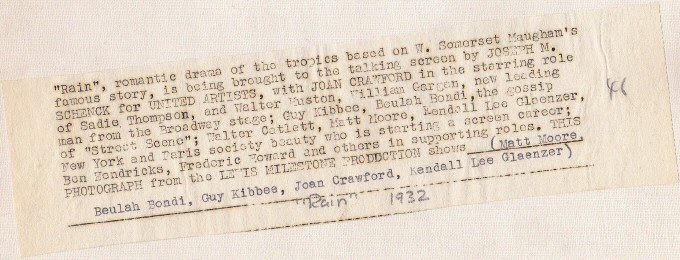 "Rain", romantic drama of the tropics based on W. Somerset Maugham's
famous story, is being brought to the talking screen by JOSEPH M.
SCHENCK for UNITED ARTISTS, with JOAN CRAWFORD in the starring role
of Sadie Thompson, and Walter Huston, William Gargan, new leading
man from the Broadway stage; Guy Kibbee, Beulah Bondi, the gossip
of "Street Scene"; Walter Catlett, Matt Moore, Kendall Lee Glaenzer,
New York and Paris society beauty who is starting a screen career;
Ben Hendricks, Frederic Howard and others in supporting roles. THIS
PHOTOGRAPH from the LEWIS MILESTONE PRODUCTION shows (Matt Moore,
Beulah Bondi, Guy Kibbee, Joan Crawford, Kendall Lee Glaenzer)
"Rain" 1932